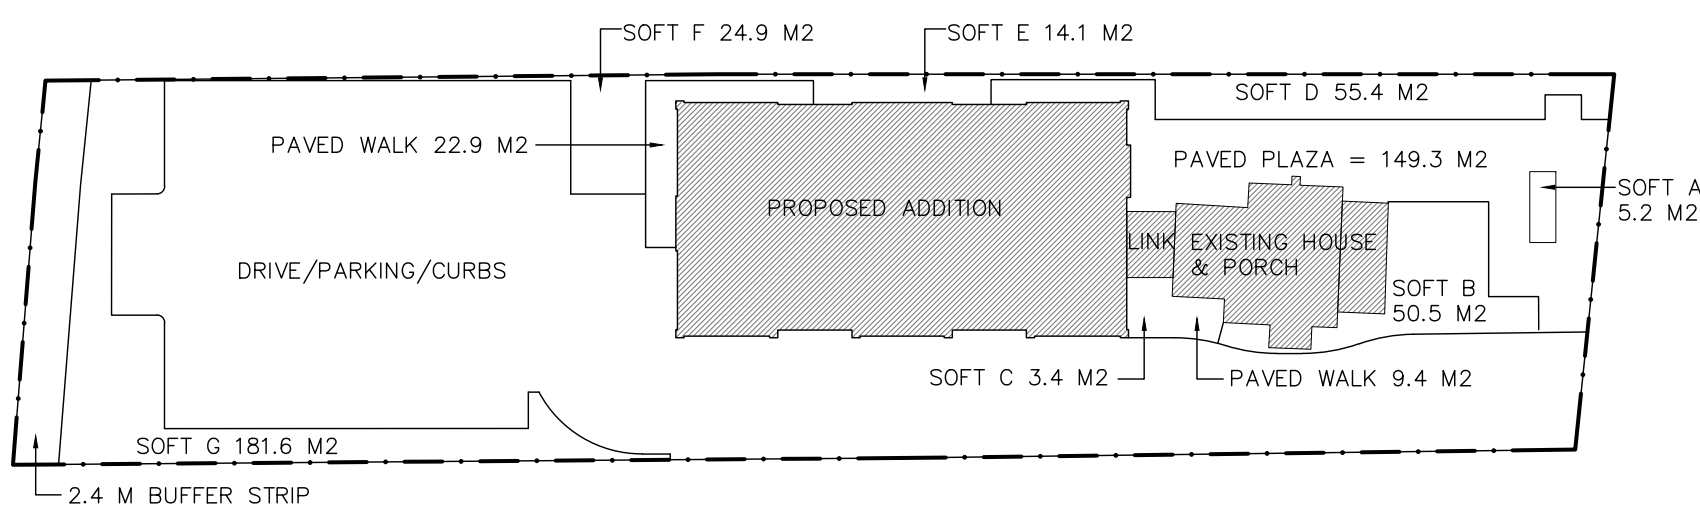 SOFT F 24.9 M2
SOFT E 14.1 M2
SOFT D 55.4 M2
PAVED WALK 22.9 M2
PAVED PLAZA = 149.3 M2
SOFT A
5.2 M2
PROPOSED ADDITION
LINK
EXISTING HOUSE
& PORCH
DRIVE/PARKING/CURBS
SOFT B
50.5 M2
SOFT C 3.4 M2
PAVED WALK 9.4 M2
SOFT G 181.6 M2
2.4 M BUFFER STRIP